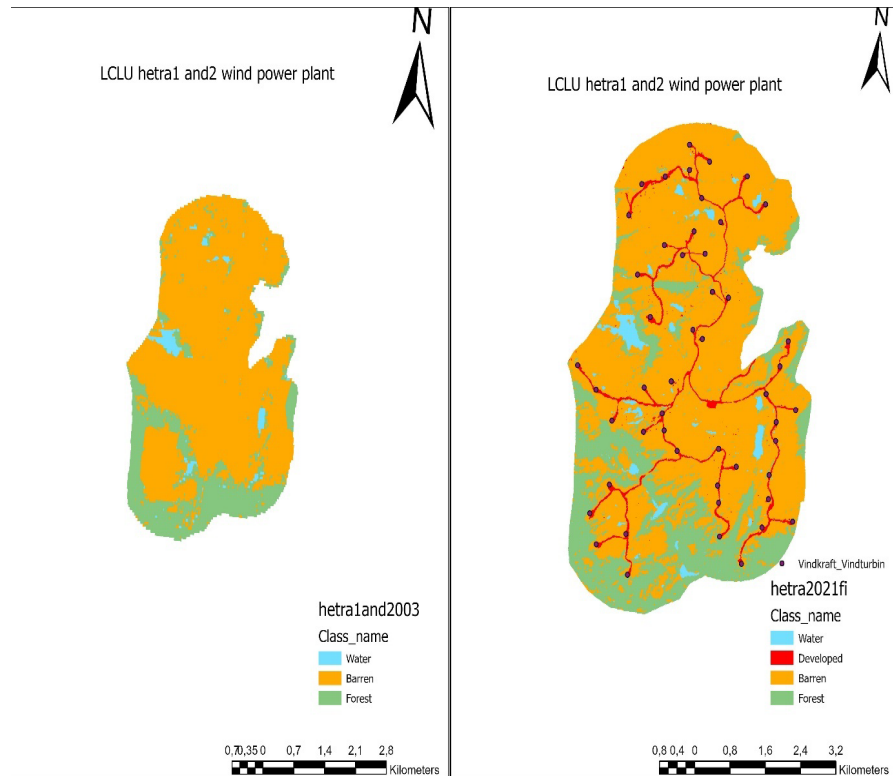 N
LCLU hetra1 and2 wind power plant
hetra1and2003
Class_name
Water
Barren
Forest
0,70,35 0 0,7 1,4 2,1 2,8
Kilometers
N
LCLU hetra1 and2 wind power plant
Vindkraft_Vindturbin
hetra2021fi
Class_name
Water
Developed
Barren
Forest
0,8 0,4 0 0,8 1,6 2,4 3,2
Kilometers